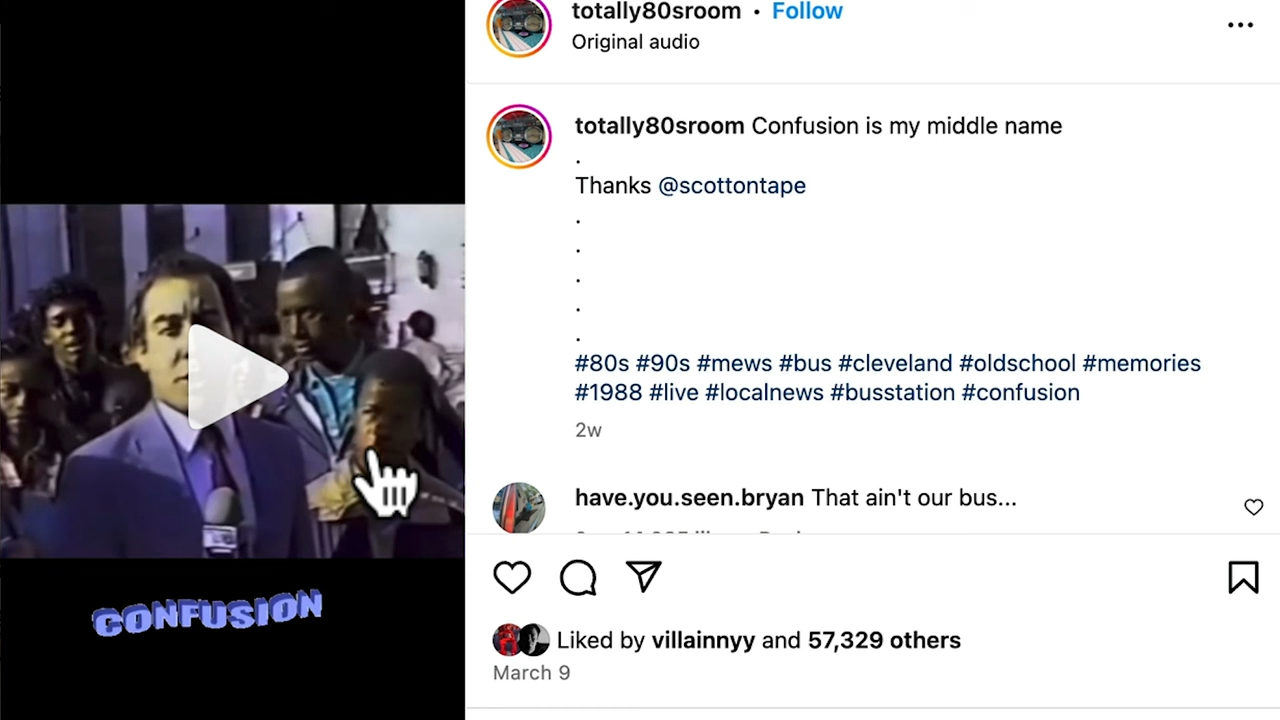 totally80sroom • Follow
Original audio
totally80sroom Confusion is my middle name
.
Thanks @scottontape
.
.
.
.
.
#80s #90s #mews #bus #cleveland #oldschool #memories
#1988 #live #localnews #busstation #confusion
2w
have.you.seen.bryan That ain't our bus...
CONFUSION
Liked by villainnyy and 57,329 others
March 9